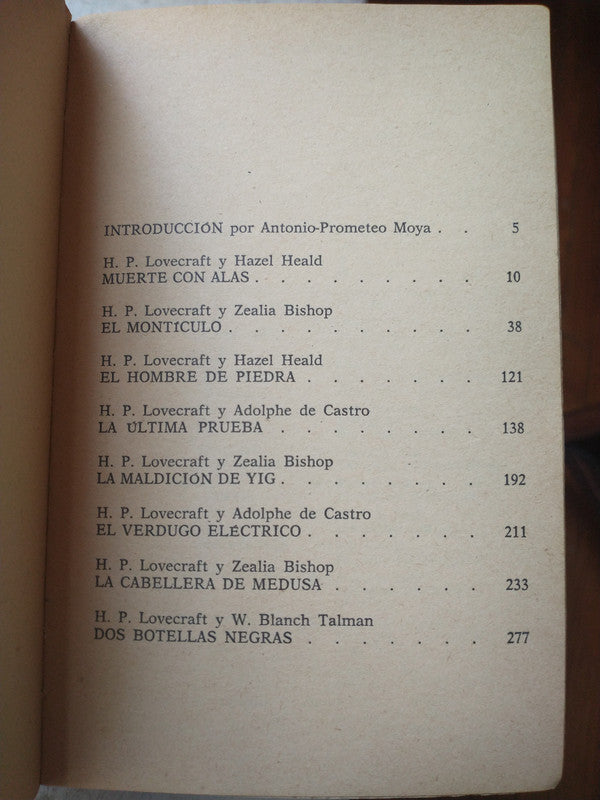 INTRODUCCIÓN por Antonio-Prometeo Moya . . 5
H. P. Lovecraft y Hazel Heald
MUERTE CON ALAS . . . . . . . . . 10
H. P. Lovecraft y Zealia Bishop
EL MONTÍCULO . . . . . . . . . . 38
H. P. Lovecraft y Hazel Heald
EL HOMBRE DE PIEDRA . . . . . . . 121
H. P. Lovecraft y Adolphe de Castro
LA ÚLTIMA PRUEBA . . . . . . . . 138
H. P. Lovecraft y Zealia Bishop
LA MALDICIÓN DE YIG . . . . . . . . 192
H. P. Lovecraft y Adolphe de Castro
EL VERDUGO ELÉCTRICO . . . . . . . 211
H. P. Lovecraft y Zealia Bishop
LA CABELLERA DE MEDUSA . . . . . . 233
H. P. Lovecraft y W. Blanch Talman
DOS BOTELLAS NEGRAS . . . . . . . 277